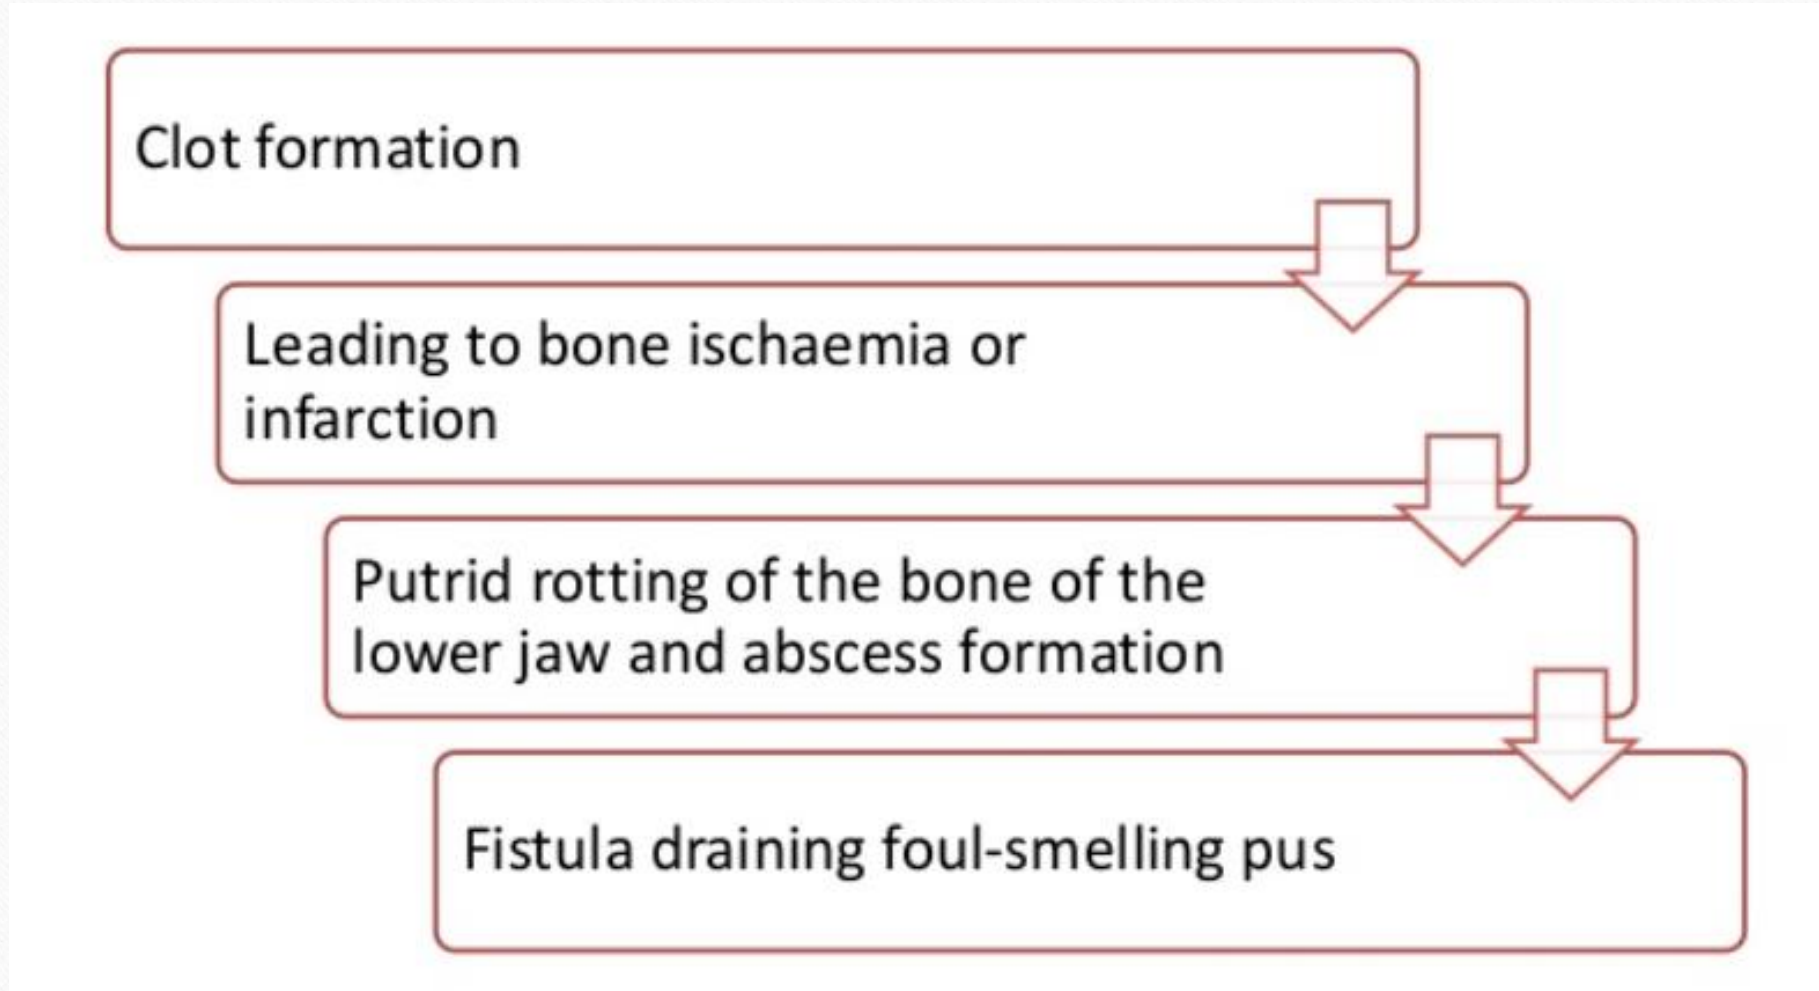 Clot formation
Leading to bone ischaemia or
infarction
Putrid rotting of the bone of the
lower jaw and abscess formation
Fistula draining foul-smelling pus